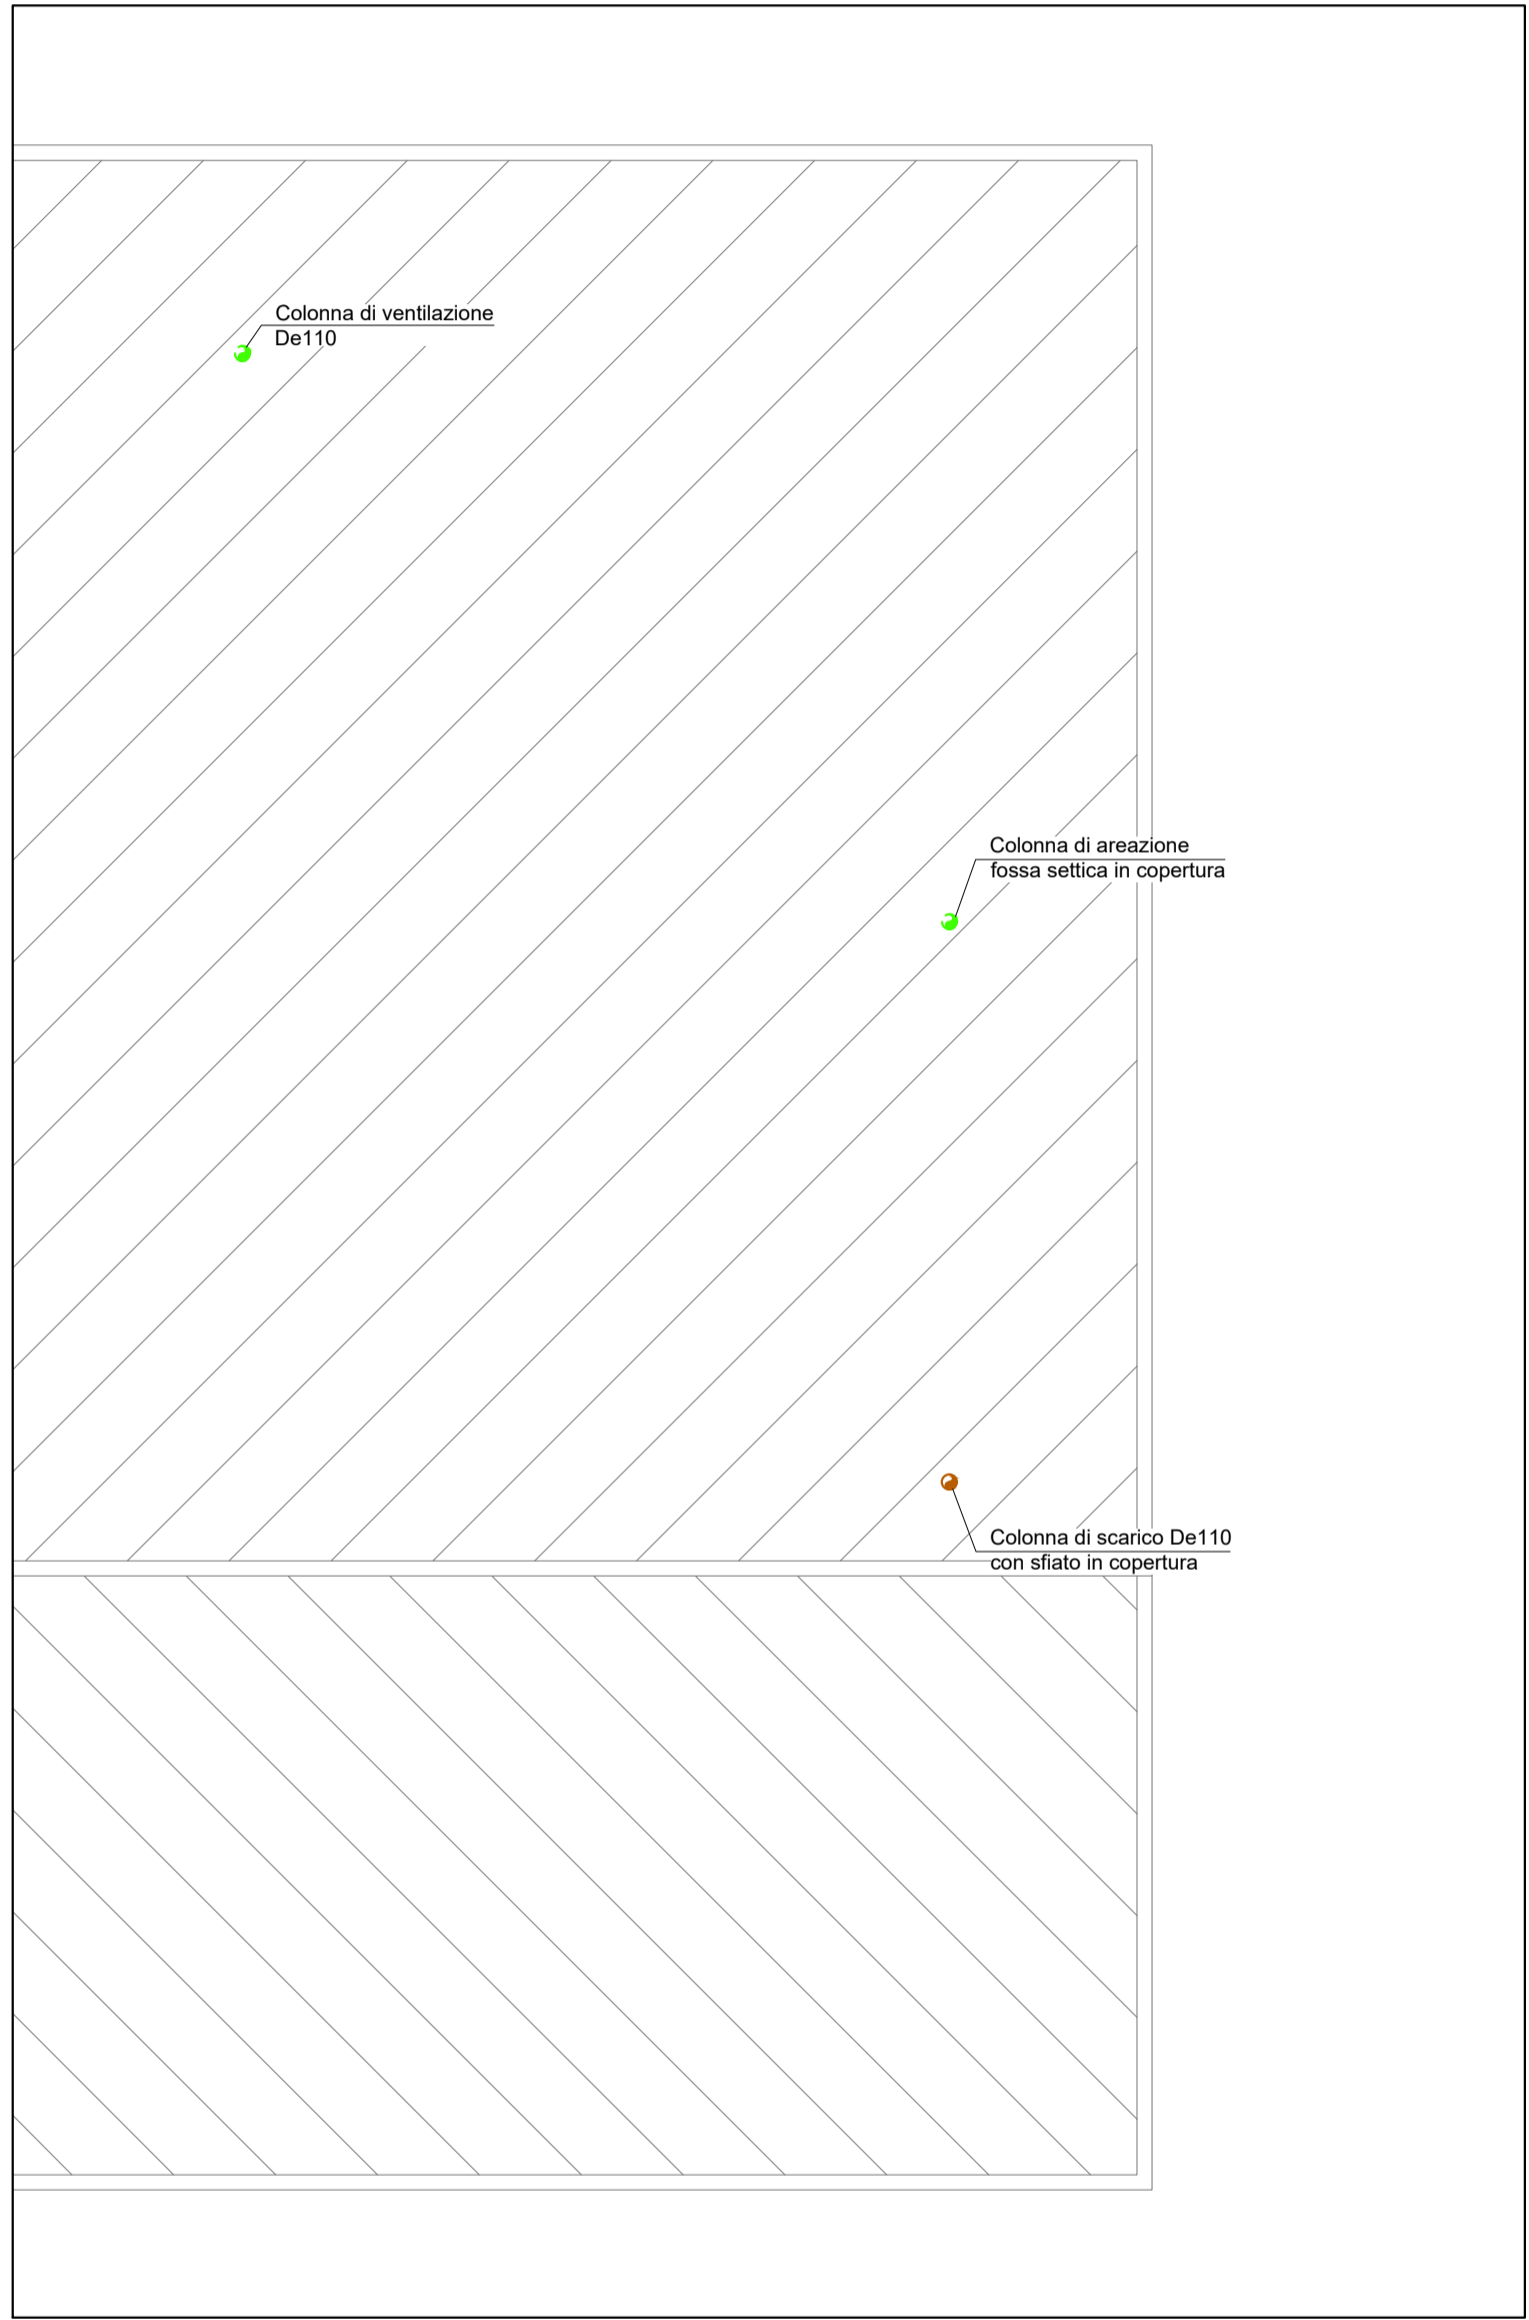 Colonna di ventilazione
De110
Colonna di areazione
fossa settica in copertura
Colonna di scarico De110
con sfiato in copertura